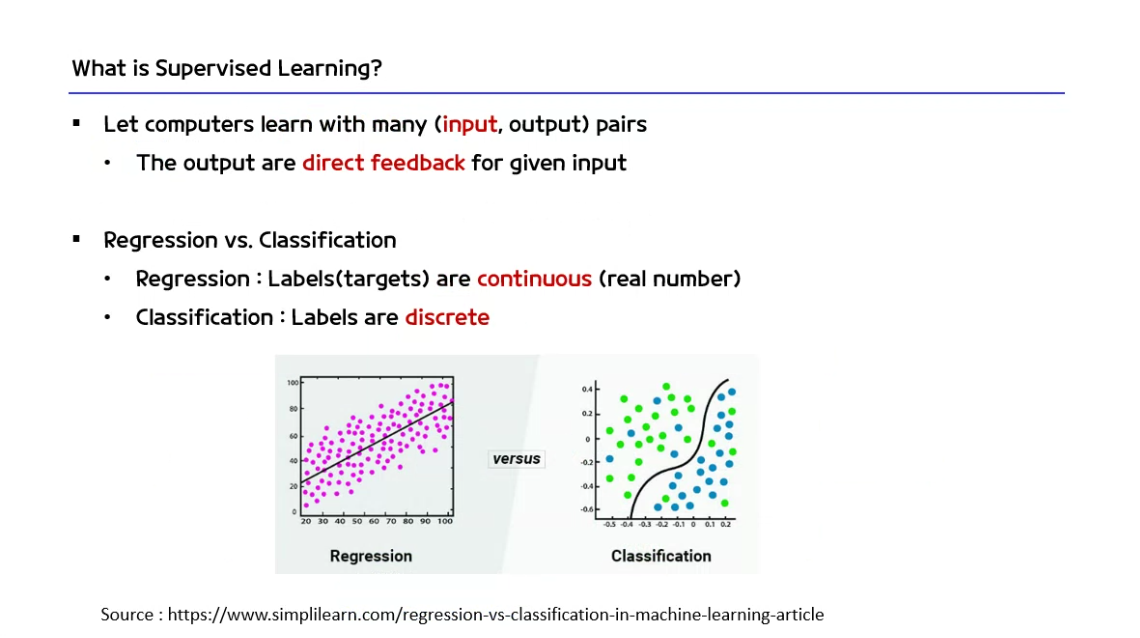 What is Supervised Learning?
▪ Let computers learn with many (input, output) pairs
• The output are direct feedback for given input
▪ Regression vs. Classification
• Regression : Labels(targets) are continuous (real number)
• Classification : Labels are discrete
100
80
60
40
20
0
20 30 40 50 60 70 80 90 100
Regression
versus
0.4
0.2
0
-0.2
-0.4
-0.6
-0.5 -0.4 -0.3 -0.2 -0.1 0 0.1 0.2
Classification
Source : https://www.simplilearn.com/regression-vs-classification-in-machine-learning-article